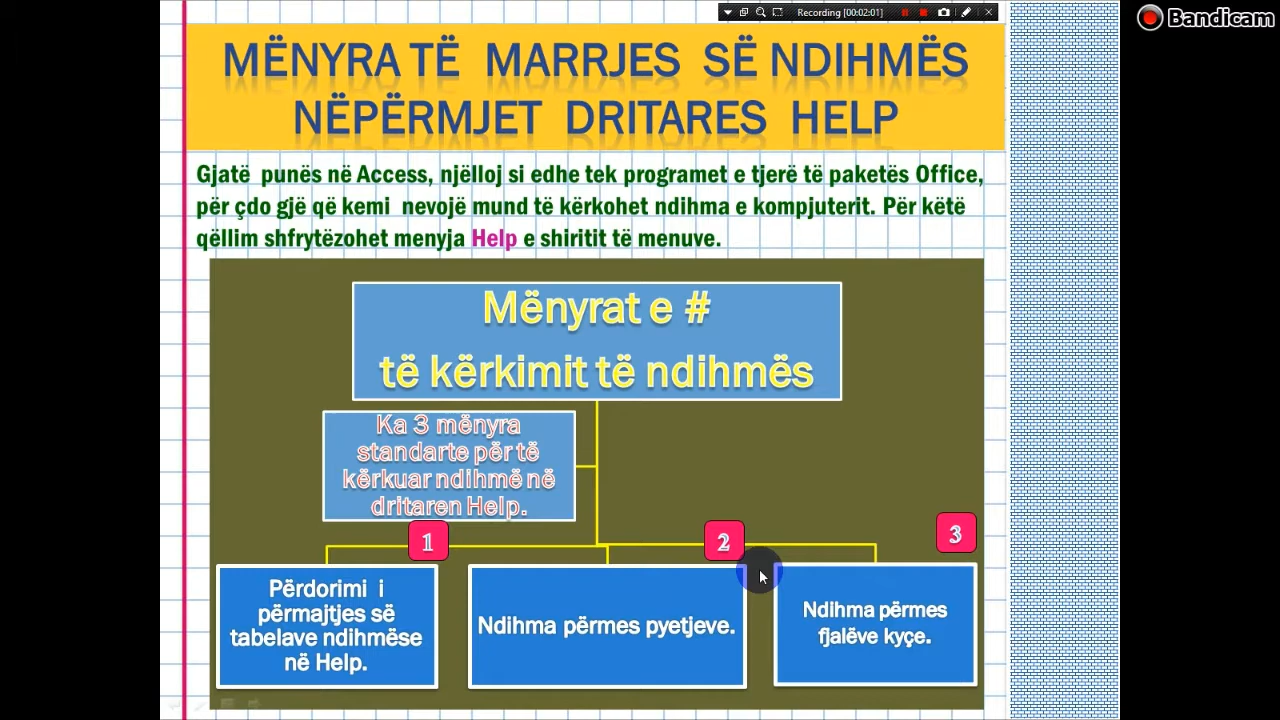 Recording [00:02:01]
Bandicam
MËNYRA TË MARRJES SË NDIHMËS
NËPËRMJET DRITARES HELP
Gjatë punës në Access, njëlloj si edhe tek programet e tjerë të paketës Office,
për çdo gjë që kemi nevojë mund të kërkohet ndihma e kompjuterit. Për këtë
qëllim shfrytëzohet menyja Help e shiritit të menuve.
Mënyrat e #
të kërkimit të ndihmës
Ka 3 mënyra
standarte për të
kërkuar ndihmë në
dritaren Help.
1
2
3
Përdorimi i
përmajtjes së
tabelave ndihmëse
në Help.
Ndihma përmes pyetjeve.
Ndihma përmes
fjalëve kyçe.